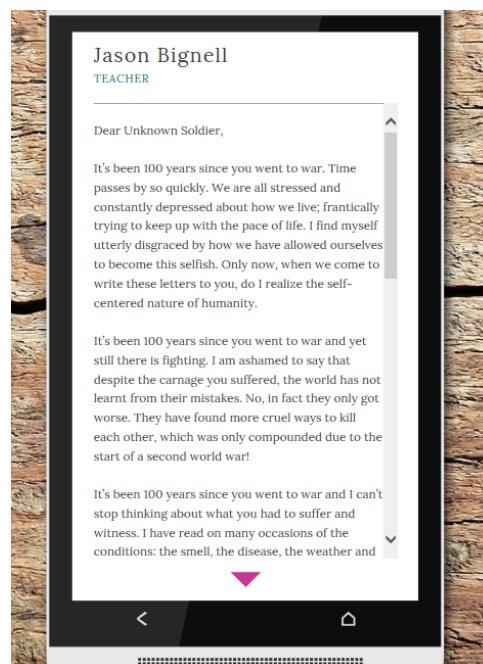 Jason Bignell
TEACHER
Dear Unknown Soldier,
It's been 100 years since you went to war. Time
passes by so quickly. We are all stressed and
constantly depressed about how we live; frantically
trying to keep up with the pace of life. I find myself
utterly disgraced by how we have allowed ourselves
to become this selfish. Only now, when we come to
write these letters to you, do I realize the self-
centered nature of humanity.
It's been 100 years since you went to war and yet
still there is fighting. I am ashamed to say that
despite the carnage you suffered, the world has not
learnt from their mistakes. No, in fact they only got
worse. They have found more cruel ways to kill
each other, which was only compounded due to the
start of a second world war!
It's been 100 years since you went to war and I can't
stop thinking about what you had to suffer and
witness. I have read on many occasions of the
conditions: the smell, the disease, the weather and